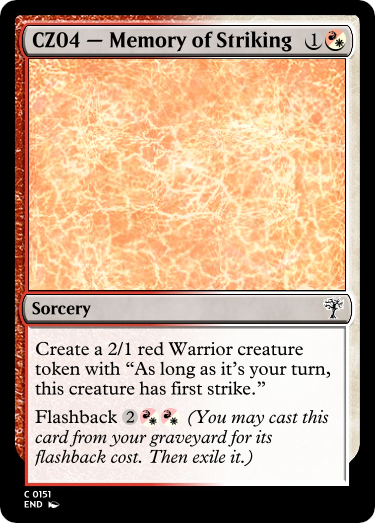 CZ04 — Memory of Striking 1
Sorcery
Create a 2/1 red Warrior creature
token with “As long as it’s your turn,
this creature has first strike.”
Flashback 2 (You may cast this
card from your graveyard for its
flashback cost. Then exile it.)
C 0151
END